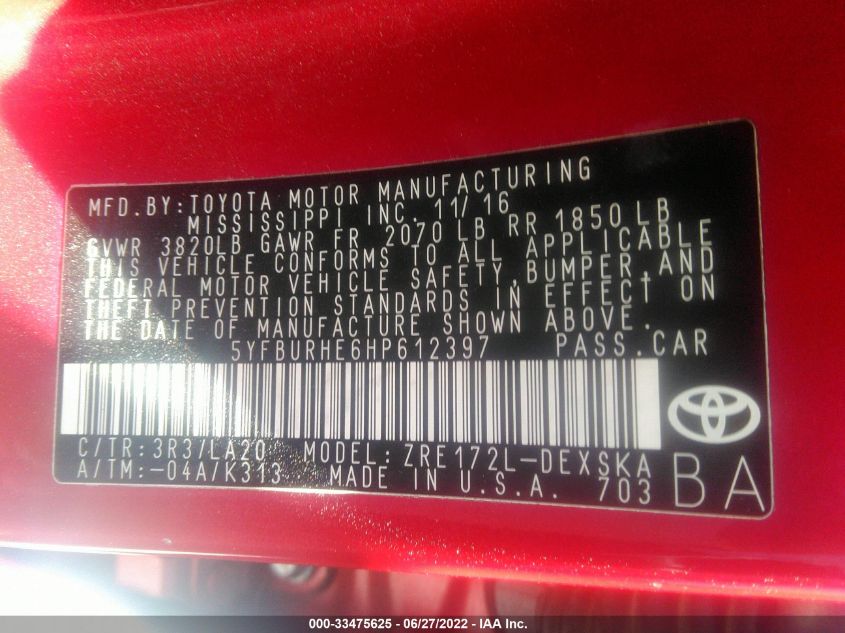 MFD.BY:TOYOTA MOTOR MANUFACTURING
MISSISSIPPI INC. 11/16
GVWR 3820LB GAWR FR 2070 LB RR 1850 LB
THIS VEHICLE CONFORMS TO ALL APPLICABLE
FEDERAL MOTOR VEHICLE SAFETY,BUMPER,AND
THEFT PREVENTION STANDARDS IN EFFECT ON
THE DATE OF MANUFACTURE SHOWN ABOVE.
5YFBURHE6HP612397 PASS.CAR
C/TR:3R3/LA20 MODEL:ZRE172L-DEXSKA
A/TM:-04A/K313 MADE IN U.S.A. 703
BA
000-33475625 - 06/27/2022 - IAA Inc.